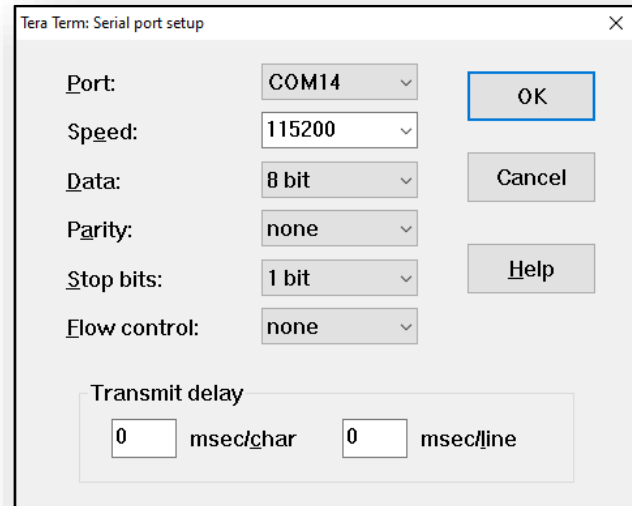 Tera Term: Serial port setup
Port: COM14
OK
Speed: 115200
Data: 8 bit
Cancel
Parity: none
Stop bits: 1 bit
Help
Flow control: none
Transmit delay
0 msec/char 0 msec/line